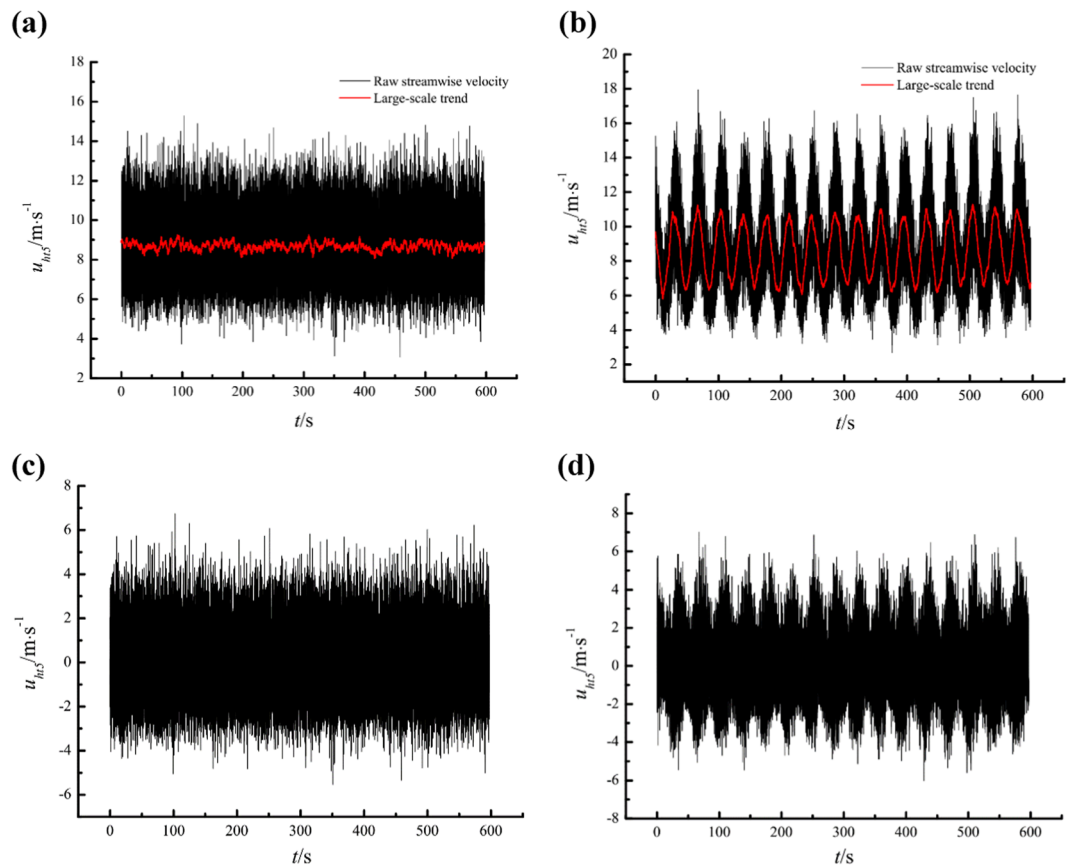 (a)
18
16
14
12
10
8
6
4
2
u_ht5/m·s⁻¹
Raw streamwise velocity
Large-scale trend
0 100 200 300 400 500 600
t/s
(b)
20
18
16
14
12
10
8
6
4
2
u_ht5/m·s⁻¹
Raw streamwise velocity
Large-scale trend
0 100 200 300 400 500 600
t/s
(c)
8
6
4
2
0
-2
-4
-6
u_ht5/m·s⁻¹
0 100 200 300 400 500 600
t/s
(d)
8
6
4
2
0
-2
-4
-6
-8
u_ht5/m·s⁻¹
0 100 200 300 400 500 600
t/s